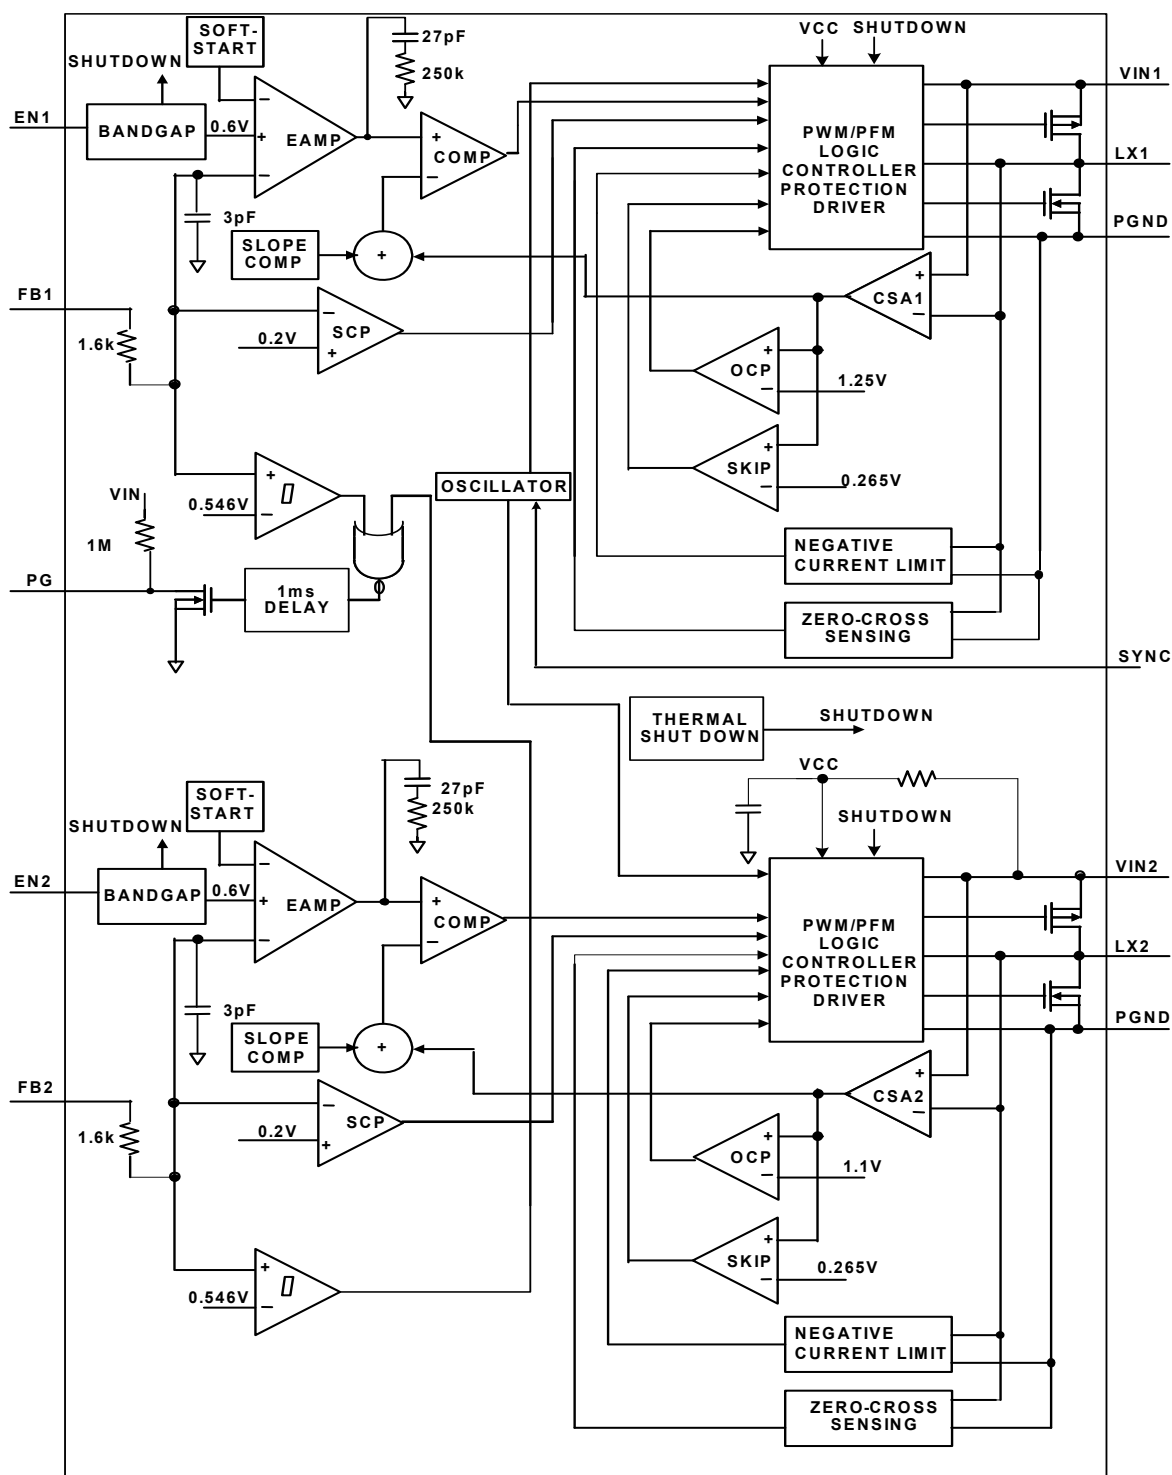 SOFT-
START
27pF
250k
SHUTDOWN
VCC
SHUTDOWN
VIN1
EN1
BANDGAP
0.6V
−
+
−
EAMP
+
−
COMP
PWM/PFM
LOGIC
CONTROLLER
PROTECTION
DRIVER
LX1
3pF
PGND
SLOPE
COMP
+
+
−
CSA1
FB1
1.6k
−
+
SCP
0.2V
+
−
OCP
1.25V
+
−
SKIP
0.265V
VIN
1M
0.546V
+
−
OSCILLATOR
NEGATIVE
CURRENT LIMIT
PG
1ms
DELAY
ZERO-CROSS
SENSING
SYNC
THERMAL
SHUT DOWN
SHUTDOWN
VCC
SOFT-
START
27pF
250k
SHUTDOWN
SHUTDOWN
VIN2
EN2
BANDGAP
0.6V
−
+
−
EAMP
+
−
COMP
PWM/PFM
LOGIC
CONTROLLER
PROTECTION
DRIVER
LX2
3pF
PGND
SLOPE
COMP
+
+
−
CSA2
FB2
1.6k
−
+
SCP
0.2V
+
−
OCP
1.1V
+
−
SKIP
0.265V
0.546V
+
−
NEGATIVE
CURRENT LIMIT
ZERO-CROSS
SENSING